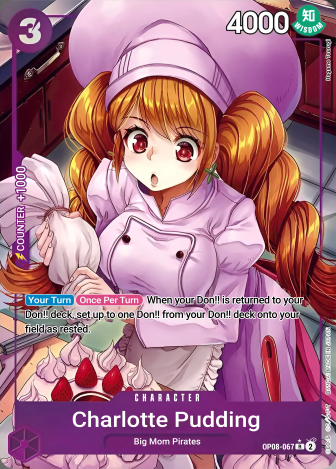 3
4000
知
WISDOM
Hagane Tsurugi
COUNTER +1000
Your Turn Once Per Turn When your Don!! is returned to your
Don!! deck, set up to one Don!! from your Don!! deck onto your
field as rested.
CHARACTER
Charlotte Pudding
Big Mom Pirates
OP08-067 R 2